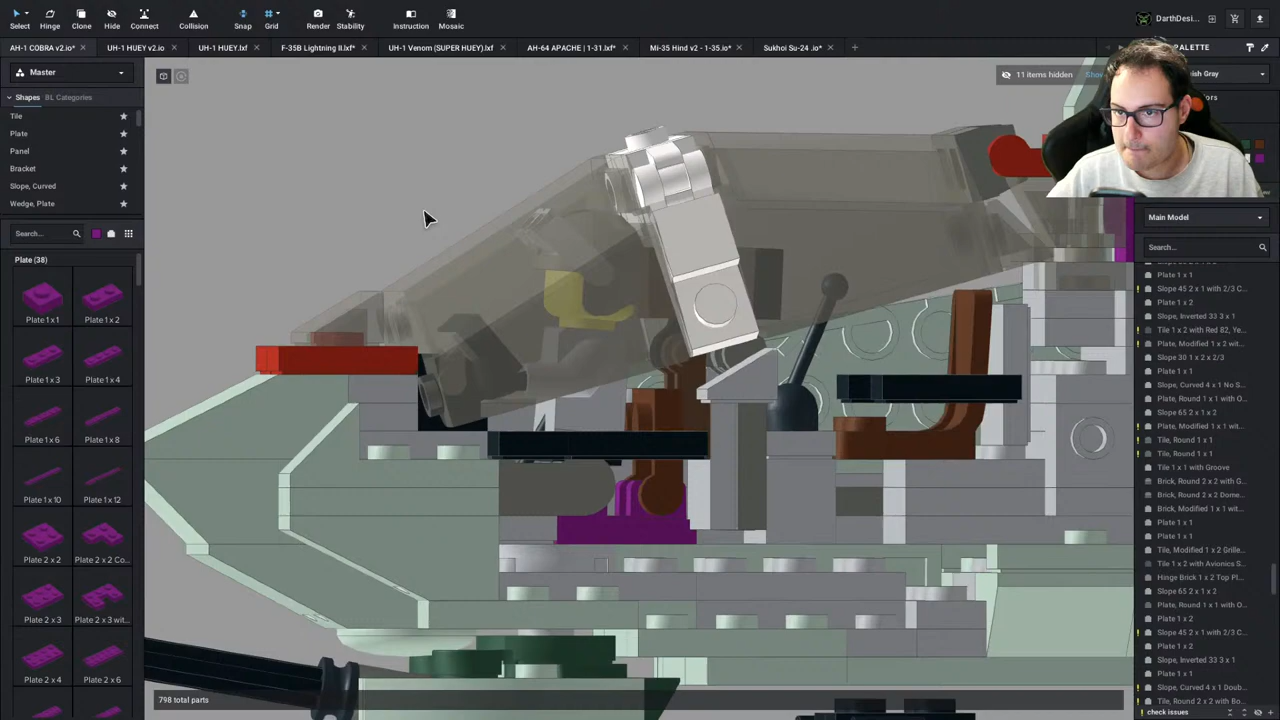 Select Hinge Clone Hide Connect Collision Snap Grid Render Stability Instruction Mosaic DarthDesi...
AH-1 COBRA v2.io* UH-1 HUEY v2.io UH-1 HUEY.lxf F-35B Lightning II.lxf* UH-1 Venom (SUPER HUEY).lxf AH-64 APACHE | 1-31.lxf* Mi-35 Hind v2 - 1-35.io* Sukhoi Su-24 .io* PALETTE
Master 11 items hidden Gray
Shapes BL Categories
Tile
Plate
Panel
Bracket
Slope, Curved
Wedge, Plate
Main Model
Search... Search...
Plate (38)
Plate 1 x 1 Plate 1 x 2
Plate 1 x 3 Plate 1 x 4
Plate 1 x 6 Plate 1 x 8
Plate 1 x 10 Plate 1 x 12
Plate 2 x 2 Plate 2 x 2 Co...
Plate 2 x 3 Plate 2 x 3 wit...
Plate 2 x 4 Plate 2 x 6
Plate 1 x 1
Slope 45 2 x 1 with 2/3 C...
Plate 1 x 2
Slope, Inverted 33 3 x 1
Tile 1 x 2 with Red 82, Ye...
Plate, Modified 1 x 2 wit...
Slope 30 1 x 2 x 2/3
Plate 1 x 1
Slope, Curved 4 x 1 No S...
Plate, Round 1 x 1 with O...
Slope 65 2 x 1 x 2
Plate, Modified 1 x 1 wit...
Tile, Round 1 x 1
Tile, Round 1 x 1
Tile 1 x 1 with Groove
Brick, Round 2 x 2 with G...
Brick, Round 2 x 2 Dome...
Brick, Modified 1 x 1 wit...
Plate 1 x 1
Plate 1 x 1
Tile, Modified 1 x 2 Grille...
Tile 1 x 2 with Avionics S...
Hinge Brick 1 x 2 Top Pl...
Slope 65 2 x 1 x 2
Plate, Round 1 x 1 with O...
Plate 1 x 2
Slope 45 2 x 1 with 2/3 C...
Plate 1 x 2
Slope, Inverted 33 3 x 1
Plate 1 x 1
Slope, Curved 4 x 1 Doub...
Tile, Round 2 x 2 with Bo...
798 total parts check issues